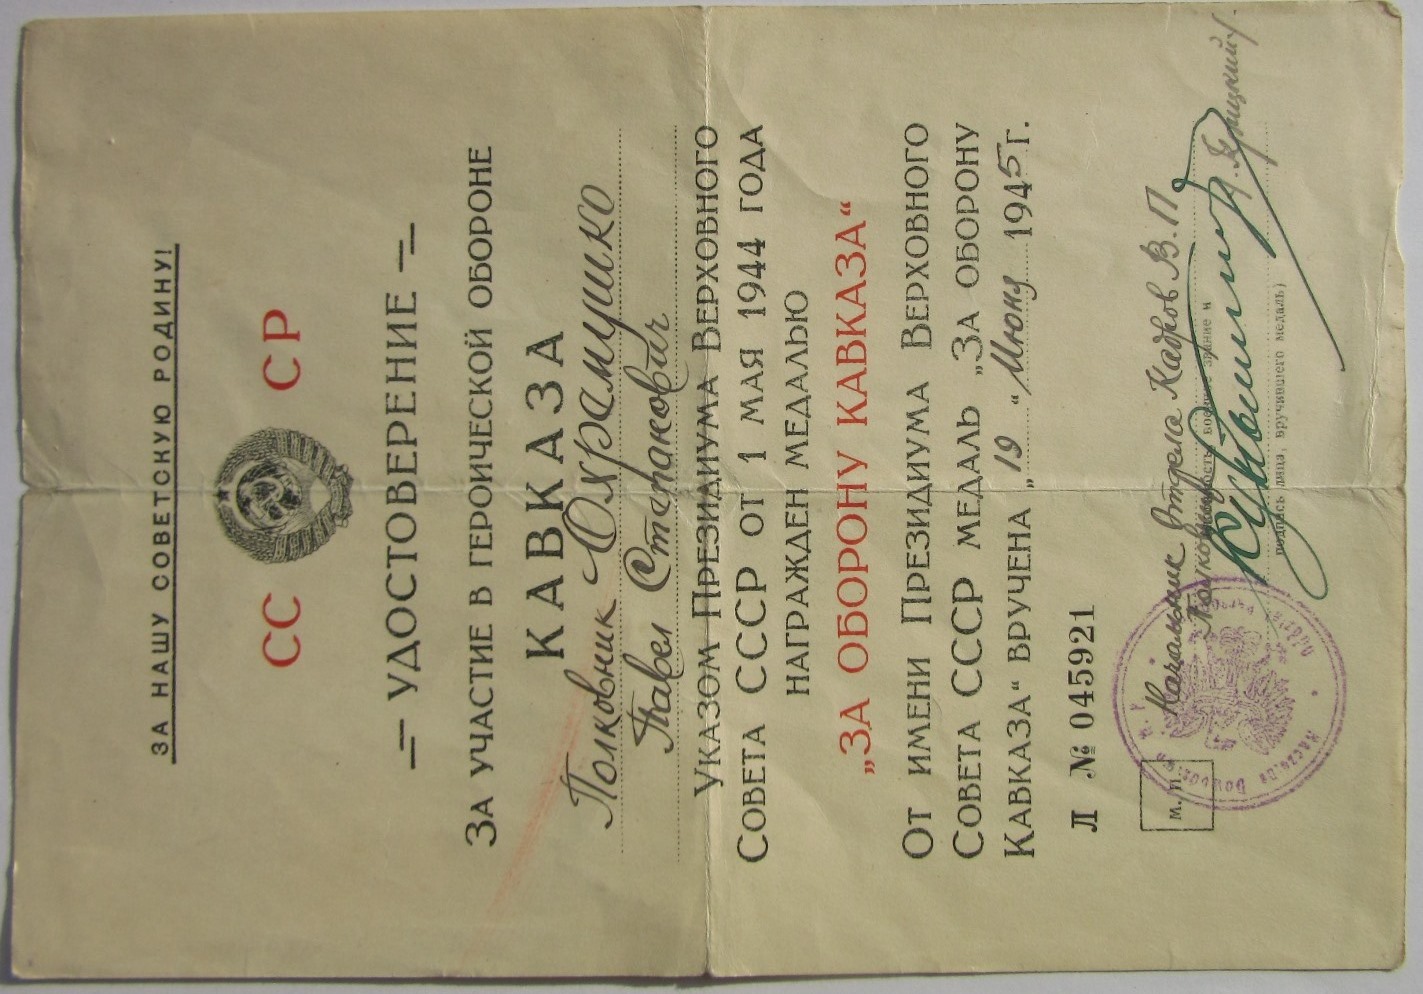 ЗА НАШУ СОВЕТСКУЮ РОДИНУ!
СС СР
УДОСТОВЕРЕНИЕ
ЗА УЧАСТИЕ В ГЕРОИЧЕСКОЙ ОБОРОНЕ
КАВКАЗА
Полковник Охрамушко
Павел Степанович
УКАЗОМ ПРЕЗИДИУМА ВЕРХОВНОГО
СОВЕТА СССР ОТ 1 МАЯ 1944 ГОДА
НАГРАЖДЕН МЕДАЛЬЮ
„ЗА ОБОРОНУ КАВКАЗА“
ОТ ИМЕНИ ПРЕЗИДИУМА ВЕРХОВНОГО
СОВЕТА СССР МЕДАЛЬ „ЗА ОБОРОНУ
КАВКАЗА“ ВРУЧЕНА „19“ Июня 1945 г.
Л № 045921
М. П.
Начальник Отдела Кадров В.П.
Полковник
звание и
подпись лица, вручившего медаль)